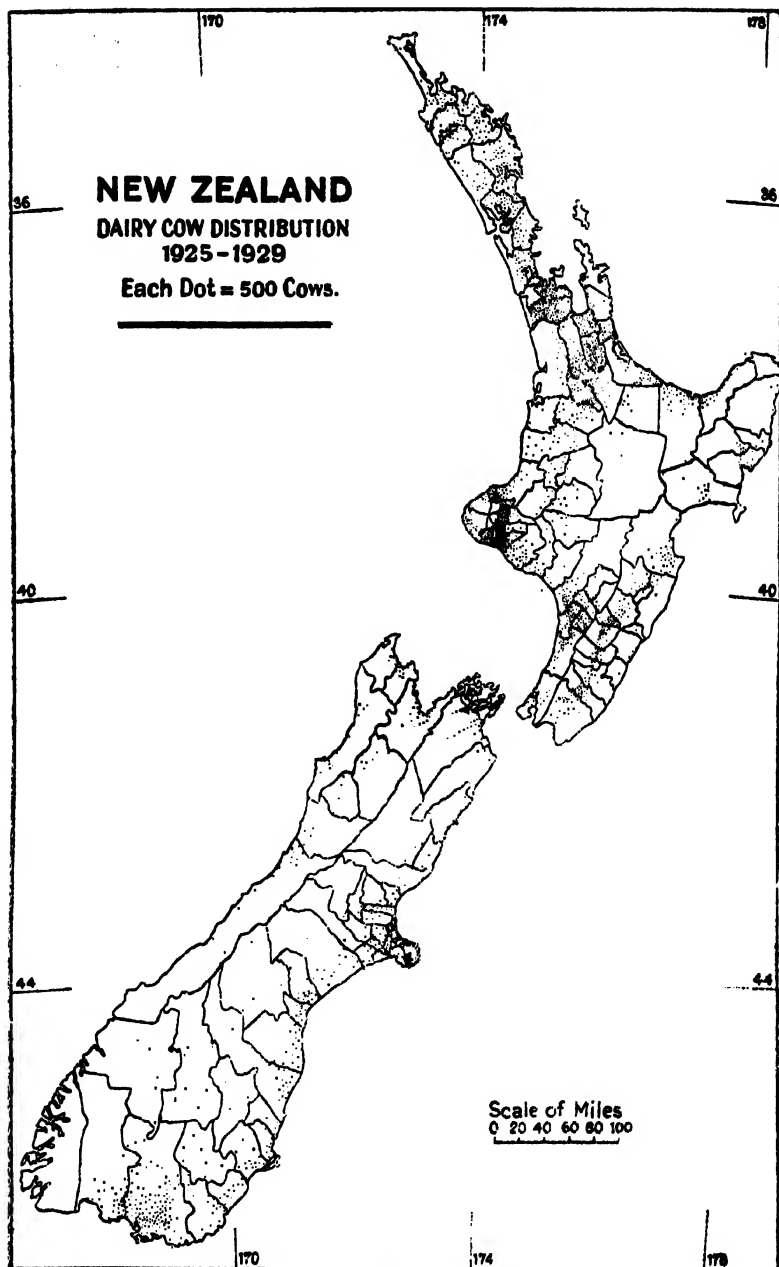 170 174 178
NEW ZEALAND
DAIRY COW DISTRIBUTION
1925-1929
Each Dot = 500 Cows.
36 36
40 40
44 44
Scale of Miles
0 20 40 60 80 100
170 174 178